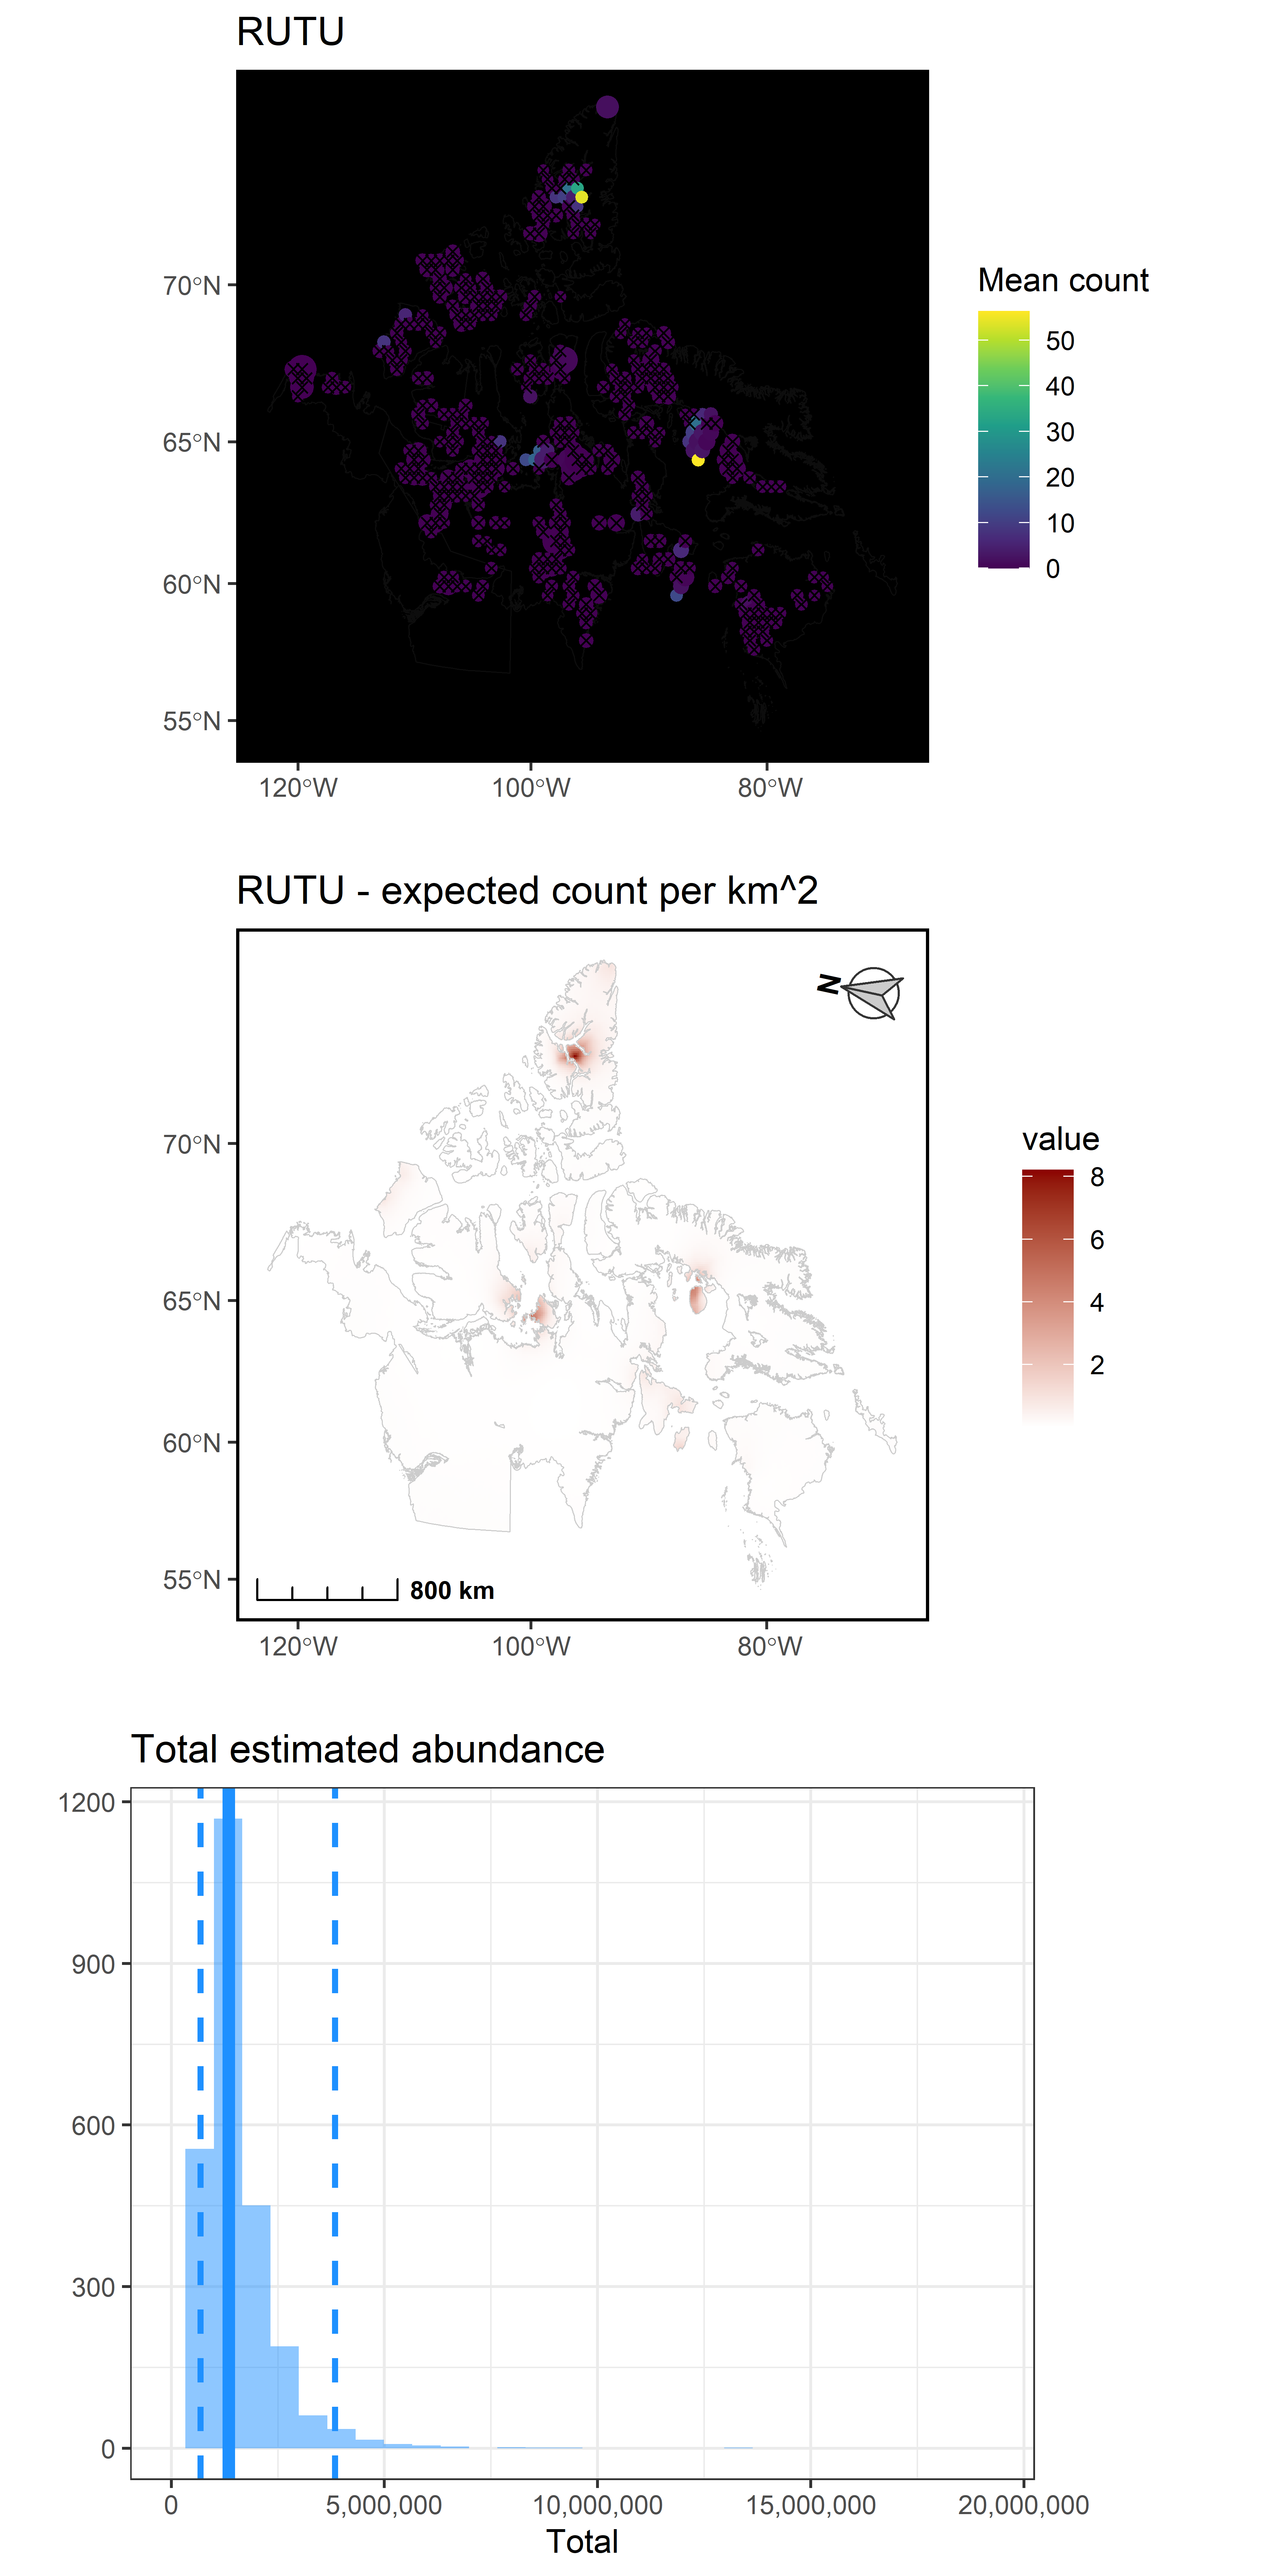 RUTU
70°N
65°N
60°N
55°N
120°W 100°W 80°W
Mean count
50
40
30
20
10
0
RUTU - expected count per km^2
N
70°N
65°N
60°N
55°N
800 km
120°W 100°W 80°W
value
8
6
4
2
Total estimated abundance
1200
900
600
300
0
0 5,000,000 10,000,000 15,000,000 20,000,000
Total